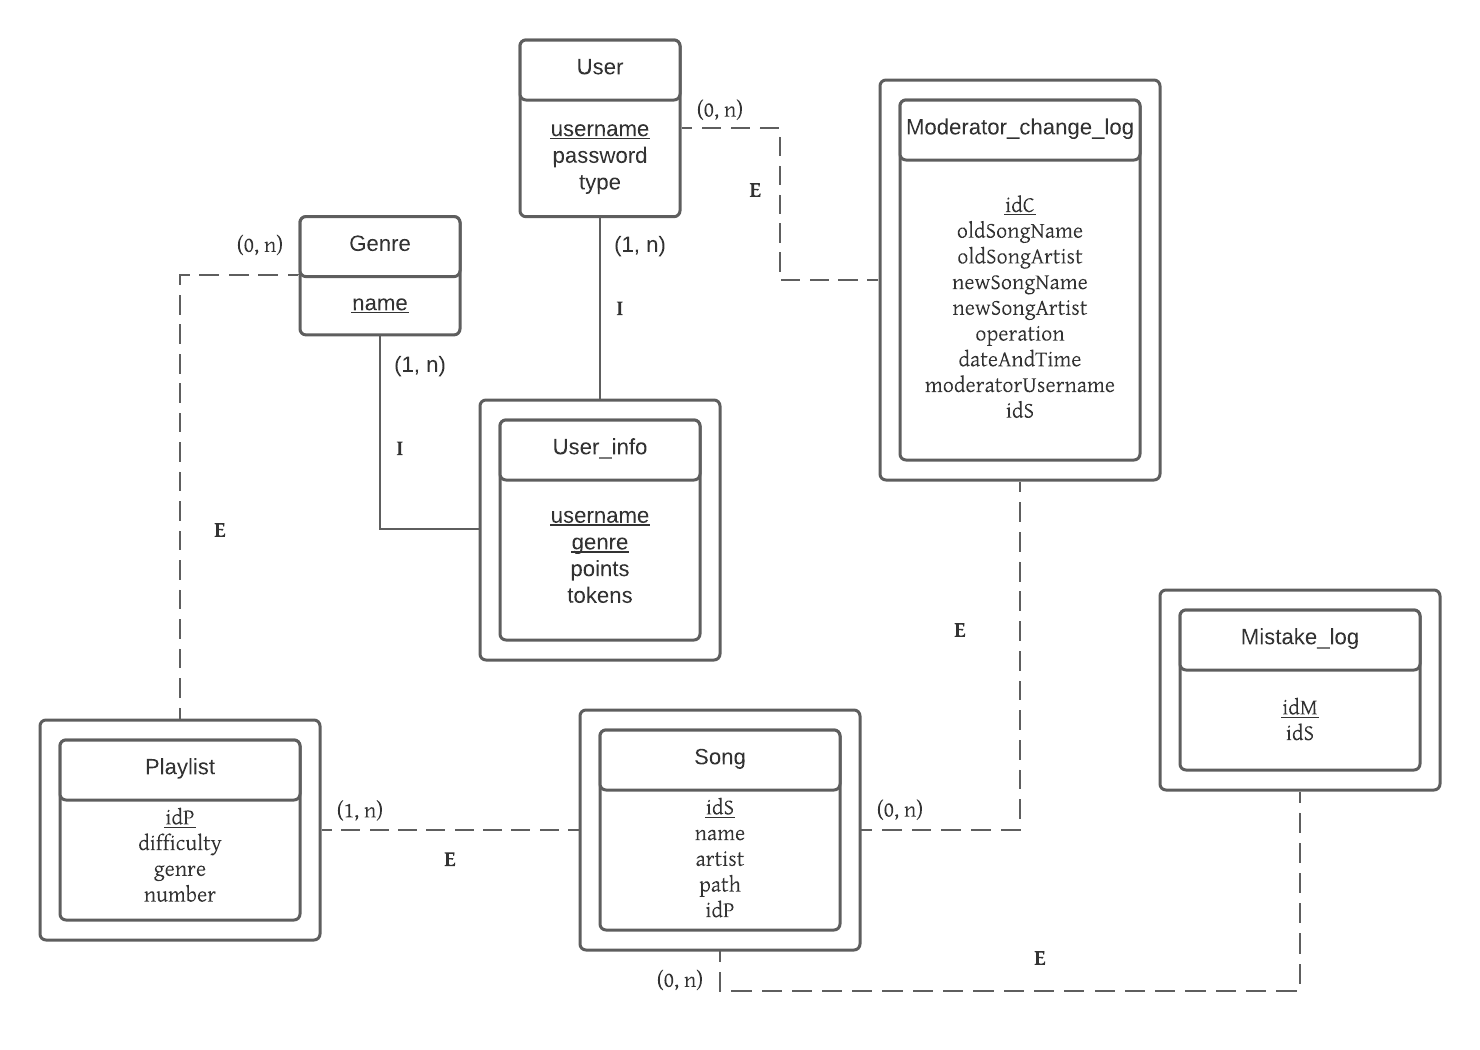 User
username
password
type
(0, n)
E
Moderator_change_log
idC
oldSongName
oldSongArtist
newSongName
newSongArtist
operation
dateAndTime
moderatorUsername
idS
(0, n)
Genre
name
(1, n)
I
(1, n)
I
User_info
username
genre
points
tokens
E
E
Mistake_log
idM
idS
Playlist
idP
difficulty
genre
number
(1, n)
E
Song
idS
name
artist
path
idP
(0, n)
(0, n)
E